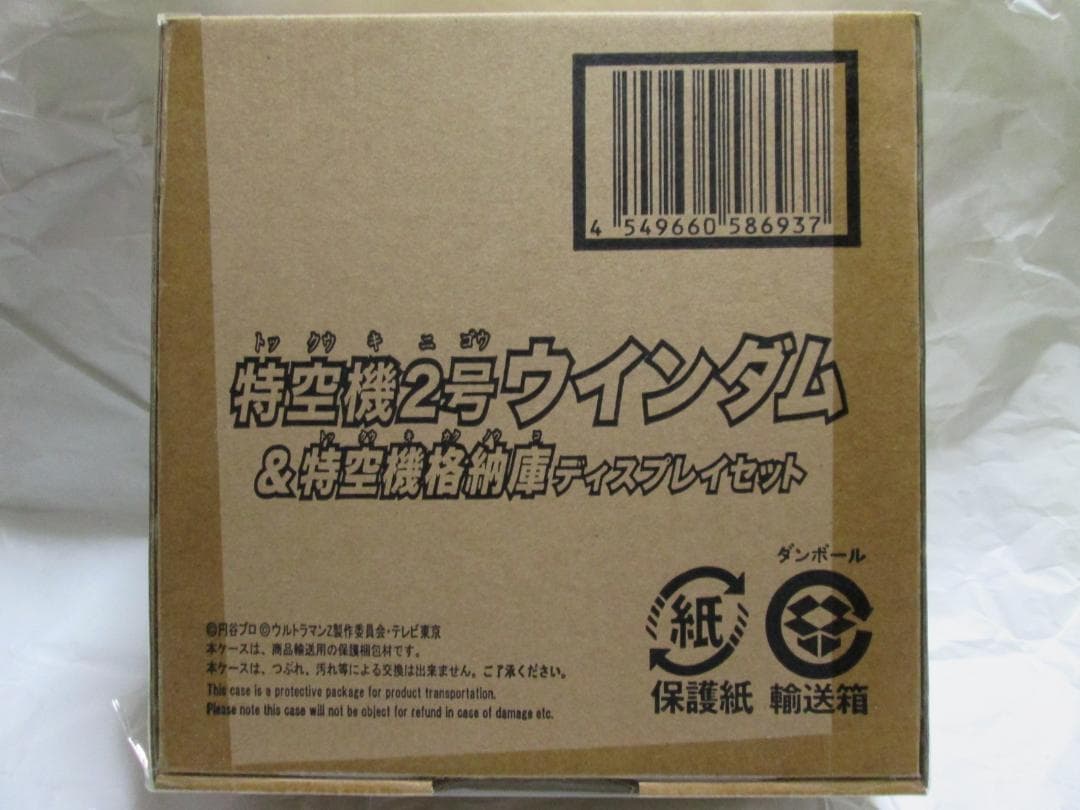 4 549660 586937
トックウキニゴウ
特空機2号ウインダム
トックウキカクノウコ
&特空機格納庫ディスプレイセット
©円谷プロ ©ウルトラマンZ製作委員会・テレビ東京
本ケースは、商品輸送用の保護梱包材です。
本ケースは、つぶれ、汚れ等による交換は出来ません。ご了承ください。
This case is a protective package for product transportation.
Please note this case will not be object for refund in case of damage etc.
紙
保護紙
ダンボール
輸送箱